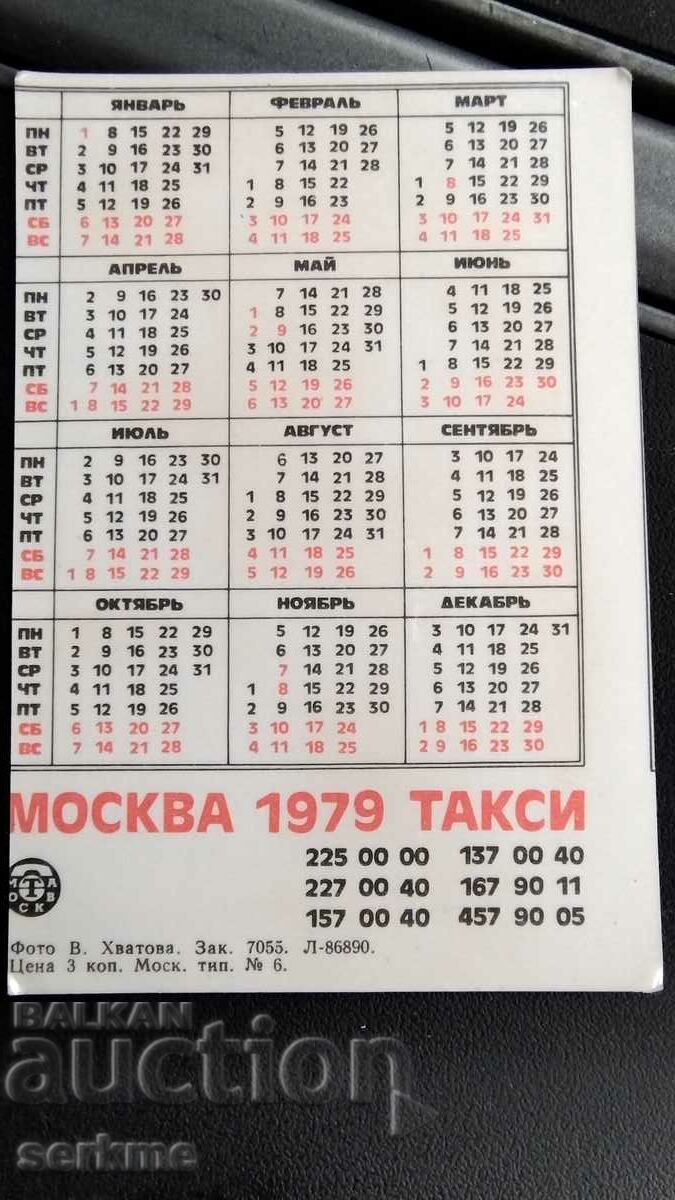 ЯНВАРЬ ФЕВРАЛЬ МАРТ
ПН 1 8 15 22 29 5 12 19 26 5 12 19 26
ВТ 2 9 16 23 30 6 13 20 27 6 13 20 27
СР 3 10 17 24 31 7 14 21 28 7 14 21 28
ЧТ 4 11 18 25 1 8 15 22 1 8 15 22 29
ПТ 5 12 19 26 2 9 16 23 2 9 16 23 30
СБ 6 13 20 27 3 10 17 24 3 10 17 24 31
ВС 7 14 21 28 4 11 18 25 4 11 18 25
АПРЕЛЬ МАЙ ИЮНЬ
ПН 2 9 16 23 30 7 14 21 28 4 11 18 25
ВТ 3 10 17 24 1 8 15 22 29 5 12 19 26
СР 4 11 18 25 2 9 16 23 30 6 13 20 27
ЧТ 5 12 19 26 3 10 17 24 31 7 14 21 28
ПТ 6 13 20 27 4 11 18 25 1 8 15 22 29
СБ 7 14 21 28 5 12 19 26 2 9 16 23 30
ВС 1 8 15 22 29 6 13 20 27 3 10 17 24
ИЮЛЬ АВГУСТ СЕНТЯБРЬ
ПН 2 9 16 23 30 6 13 20 27 3 10 17 24
ВТ 3 10 17 24 31 7 14 21 28 4 11 18 25
СР 4 11 18 25 1 8 15 22 29 5 12 19 26
ЧТ 5 12 19 26 2 9 16 23 30 6 13 20 27
ПТ 6 13 20 27 3 10 17 24 31 7 14 21 28
СБ 7 14 21 28 4 11 18 25 1 8 15 22 29
ВС 1 8 15 22 29 5 12 19 26 2 9 16 23 30
ОКТЯБРЬ НОЯБРЬ ДЕКАБРЬ
ПН 1 8 15 22 29 5 12 19 26 3 10 17 24 31
ВТ 2 9 16 23 30 6 13 20 27 4 11 18 25
СР 3 10 17 24 31 7 14 21 28 5 12 19 26
ЧТ 4 11 18 25 1 8 15 22 29 6 13 20 27
ПТ 5 12 19 26 2 9 16 23 30 7 14 21 28
СБ 6 13 20 27 3 10 17 24 1 8 15 22 29
ВС 7 14 21 28 4 11 18 25 2 9 16 23 30
МОСКВА 1979 ТАКСИ
225 00 00 137 00 40
227 00 40 167 90 11
157 00 40 457 90 05
МОСКВА Т
Фото В. Хватова. Зак. 7055. Л-86890.
Цена 3 коп. Моск. тип. № 6.
BALKAN
auction
serkme